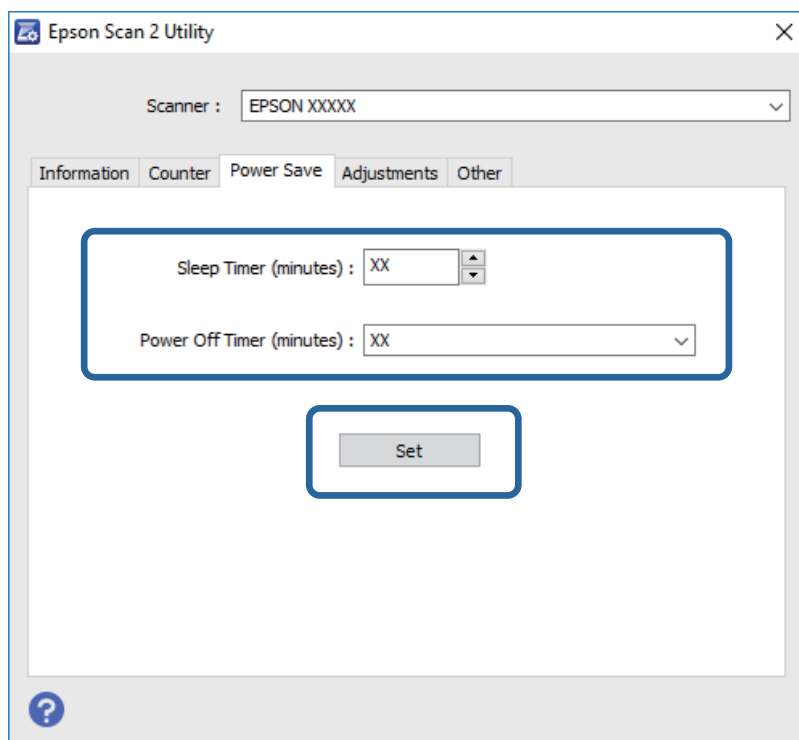 Epson Scan 2 Utility
Scanner : EPSON XXXXX
Information Counter Power Save Adjustments Other
Sleep Timer (minutes) : XX
Power Off Timer (minutes) : XX
Set
?